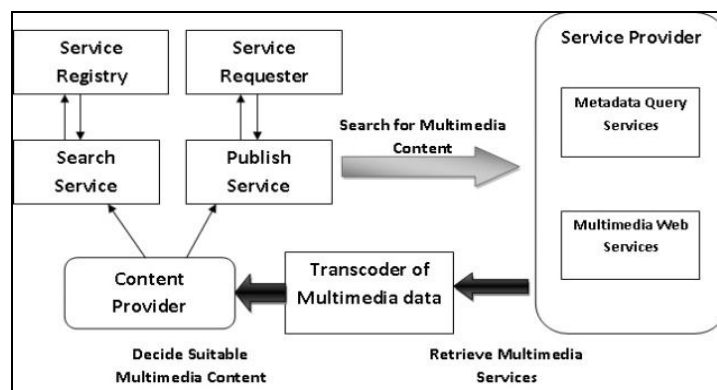 Service
Registry
Service
Requester
Service Provider
Metadata Query
Services
Search for Multimedia
Content
Search
Service
Publish
Service
Multimedia Web
Services
Content
Provider
Transcoder of
Multimedia data
Decide Suitable
Multimedia Content
Retrieve Multimedia
Services